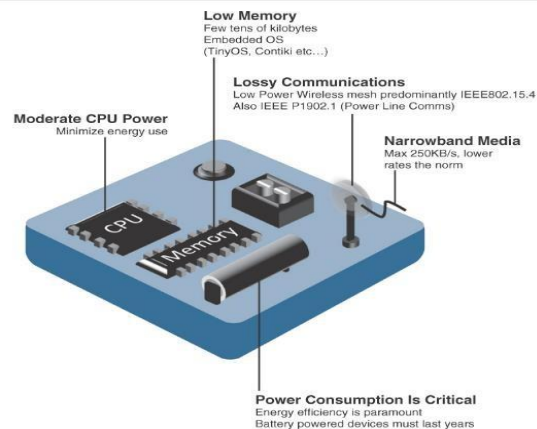 Low Memory
Few tens of kilobytes
Embedded OS
(TinyOS, Contiki etc...)
Lossy Communications
Low Power Wireless mesh predominantly IEEE802.15.4
Also IEEE P1902.1 (Power Line Comms)
Moderate CPU Power
Minimize energy use
Narrowband Media
Max 250KB/s, lower
rates the norm
CPU
Memory
Power Consumption Is Critical
Energy efficiency is paramount
Battery powered devices must last years